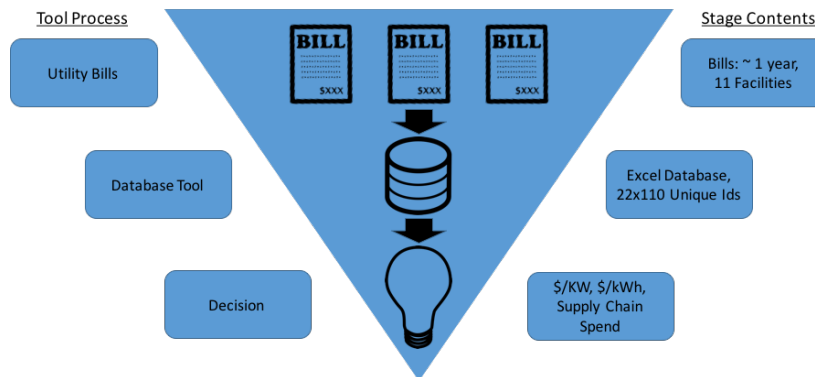 Tool Process
Stage Contents
Utility Bills
BILL
$XXX
BILL
$XXX
BILL
$XXX
Bills: ~ 1 year,
11 Facilities
Database Tool
Excel Database,
22x110 Unique Ids
Decision
$/KW, $/kWh,
Supply Chain
Spend